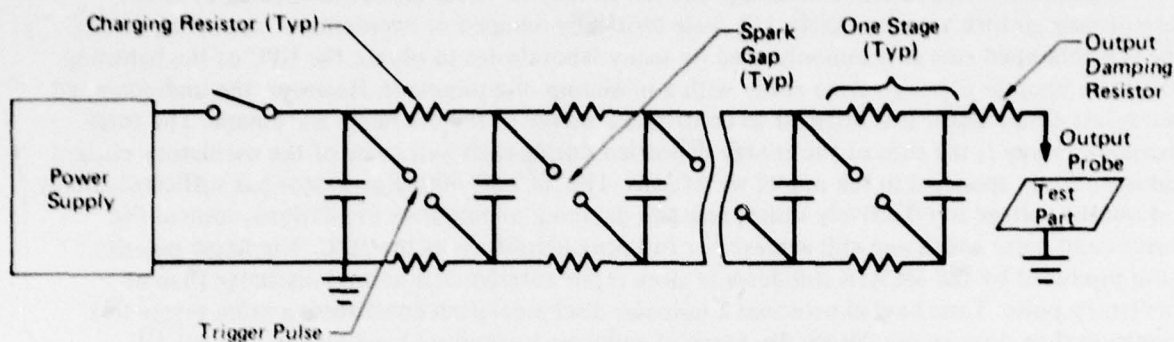 Charging Resistor (Typ)
Spark
Gap
(Typ)
One Stage
(Typ)
Output
Damping
Resistor
Power
Supply
Output
Probe
Test
Part
Trigger Pulse